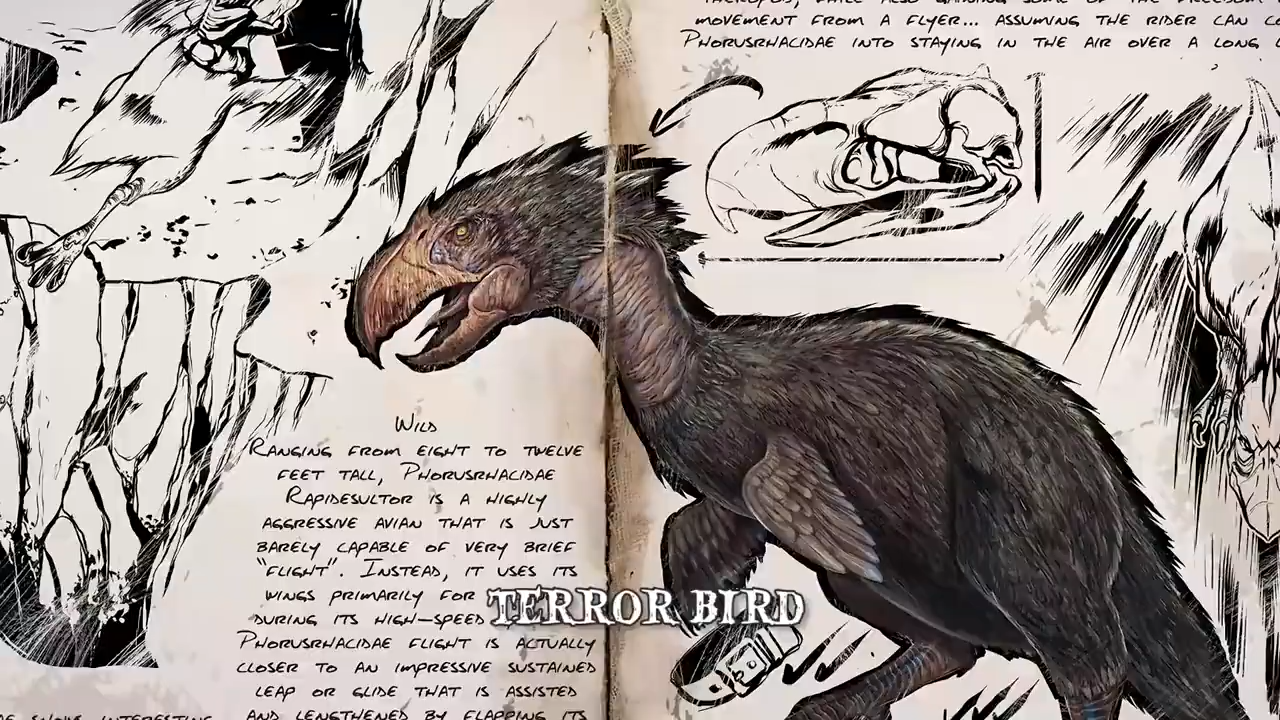 MOVEMENT FROM A FLYER... ASSUMING THE RIDER CAN
PHORUSRHACIDAE INTO STAYING IN THE AIR OVER A LONG
WILD
RANGING FROM EIGHT TO TWELVE
FEET TALL, PHORUSRHACIDAE
RAPIDESULTOR IS A HIGHLY
AGGRESSIVE AVIAN THAT IS JUST
BARELY CAPABLE OF VERY BRIEF
"FLIGHT". INSTEAD, IT USES ITS
WINGS PRIMARILY FOR
DURING ITS HIGH-SPEED
TERROR BIRD
PHORUSRHACIDAE FLIGHT IS ACTUALLY
CLOSER TO AN IMPRESSIVE SUSTAINED
LEAP OR GLIDE THAT IS ASSISTED
AND LENGTHENED BY FLAPPING ITS